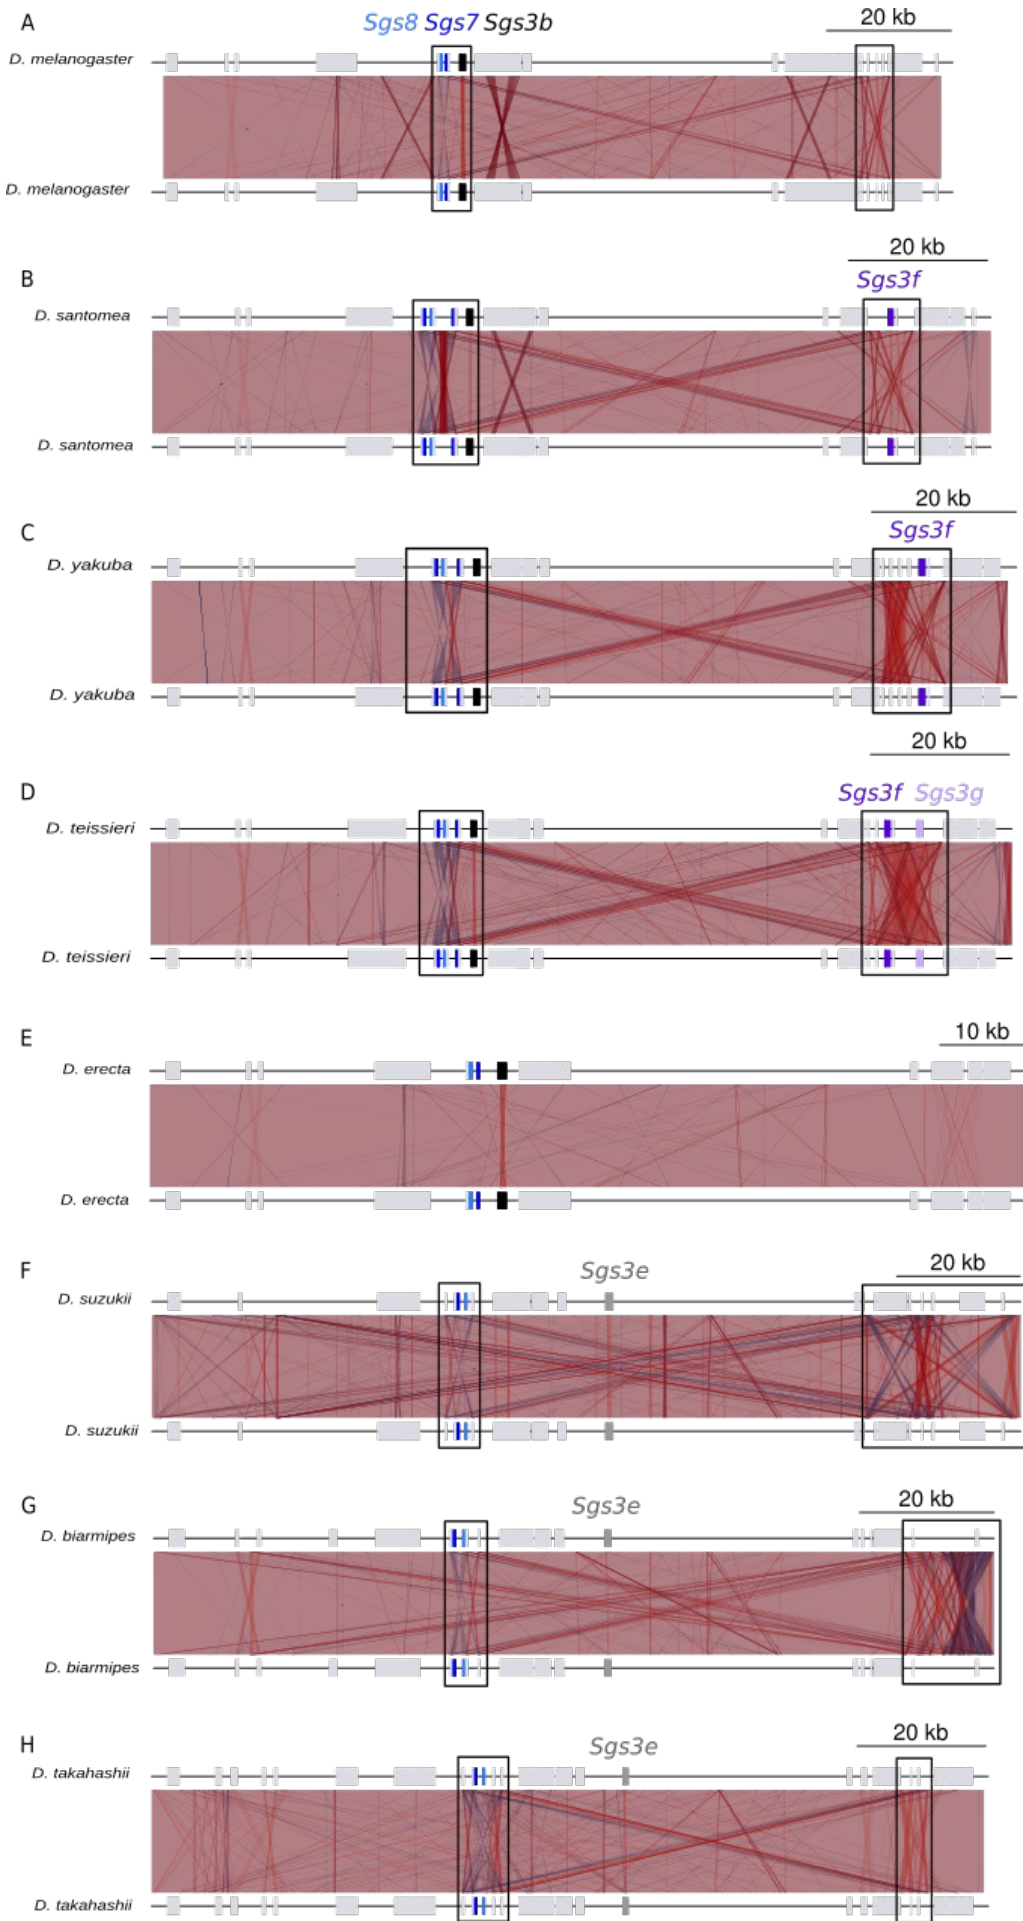 A
Sgs8 Sgs7 Sgs3b
20 kb
D. melanogaster
D. melanogaster
20 kb
B
Sgs3f
D. santomea
D. santomea
20 kb
C
Sgs3f
D. yakuba
D. yakuba
20 kb
D
Sgs3f Sgs3g
D. teissieri
D. teissieri
E
10 kb
D. erecta
D. erecta
F
Sgs3e
20 kb
D. suzukii
D. suzukii
G
Sgs3e
20 kb
D. biarmipes
D. biarmipes
H
Sgs3e
20 kb
D. takahashii
D. takahashii